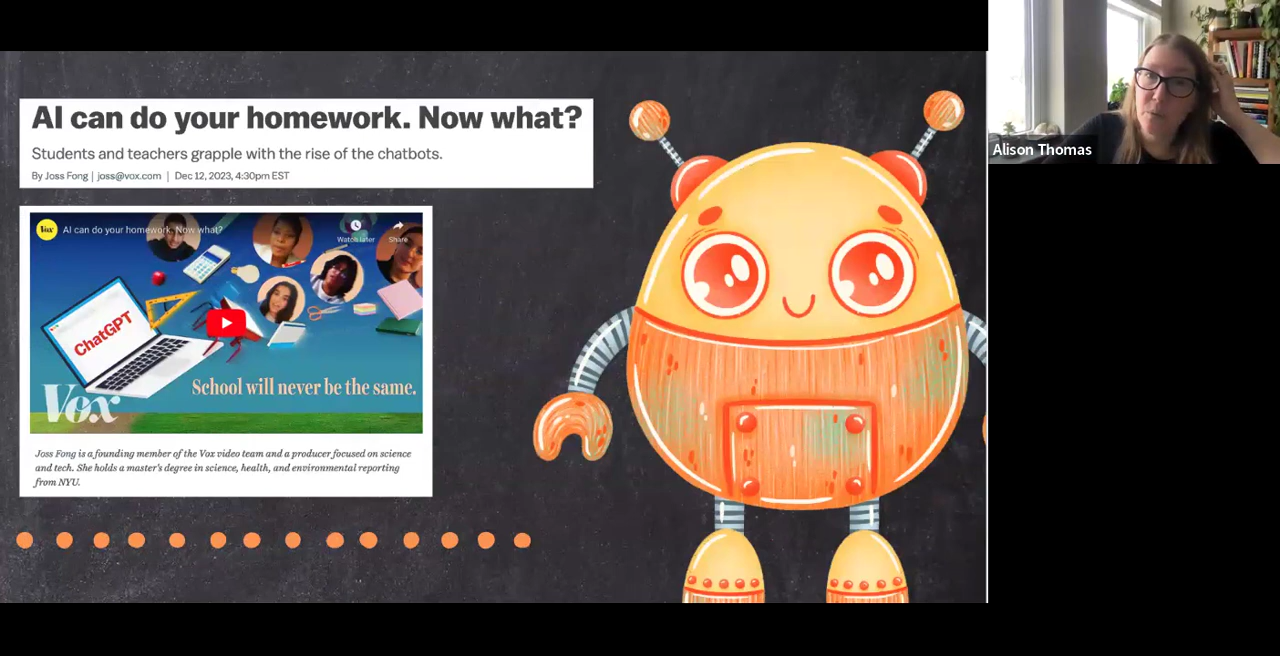 AI can do your homework. Now what?
Students and teachers grapple with the rise of the chatbots.
By Joss Fong | joss@vox.com | Dec 12, 2023, 4:30pm EST
Vox
AI can do your homework. Now what?
Watch later
Share
ChatGPT
School will never be the same.
Vox
Joss Fong is a founding member of the Vox video team and a producer focused on science
and tech. She holds a master's degree in science, health, and environmental reporting
from NYU.
Alison Thomas